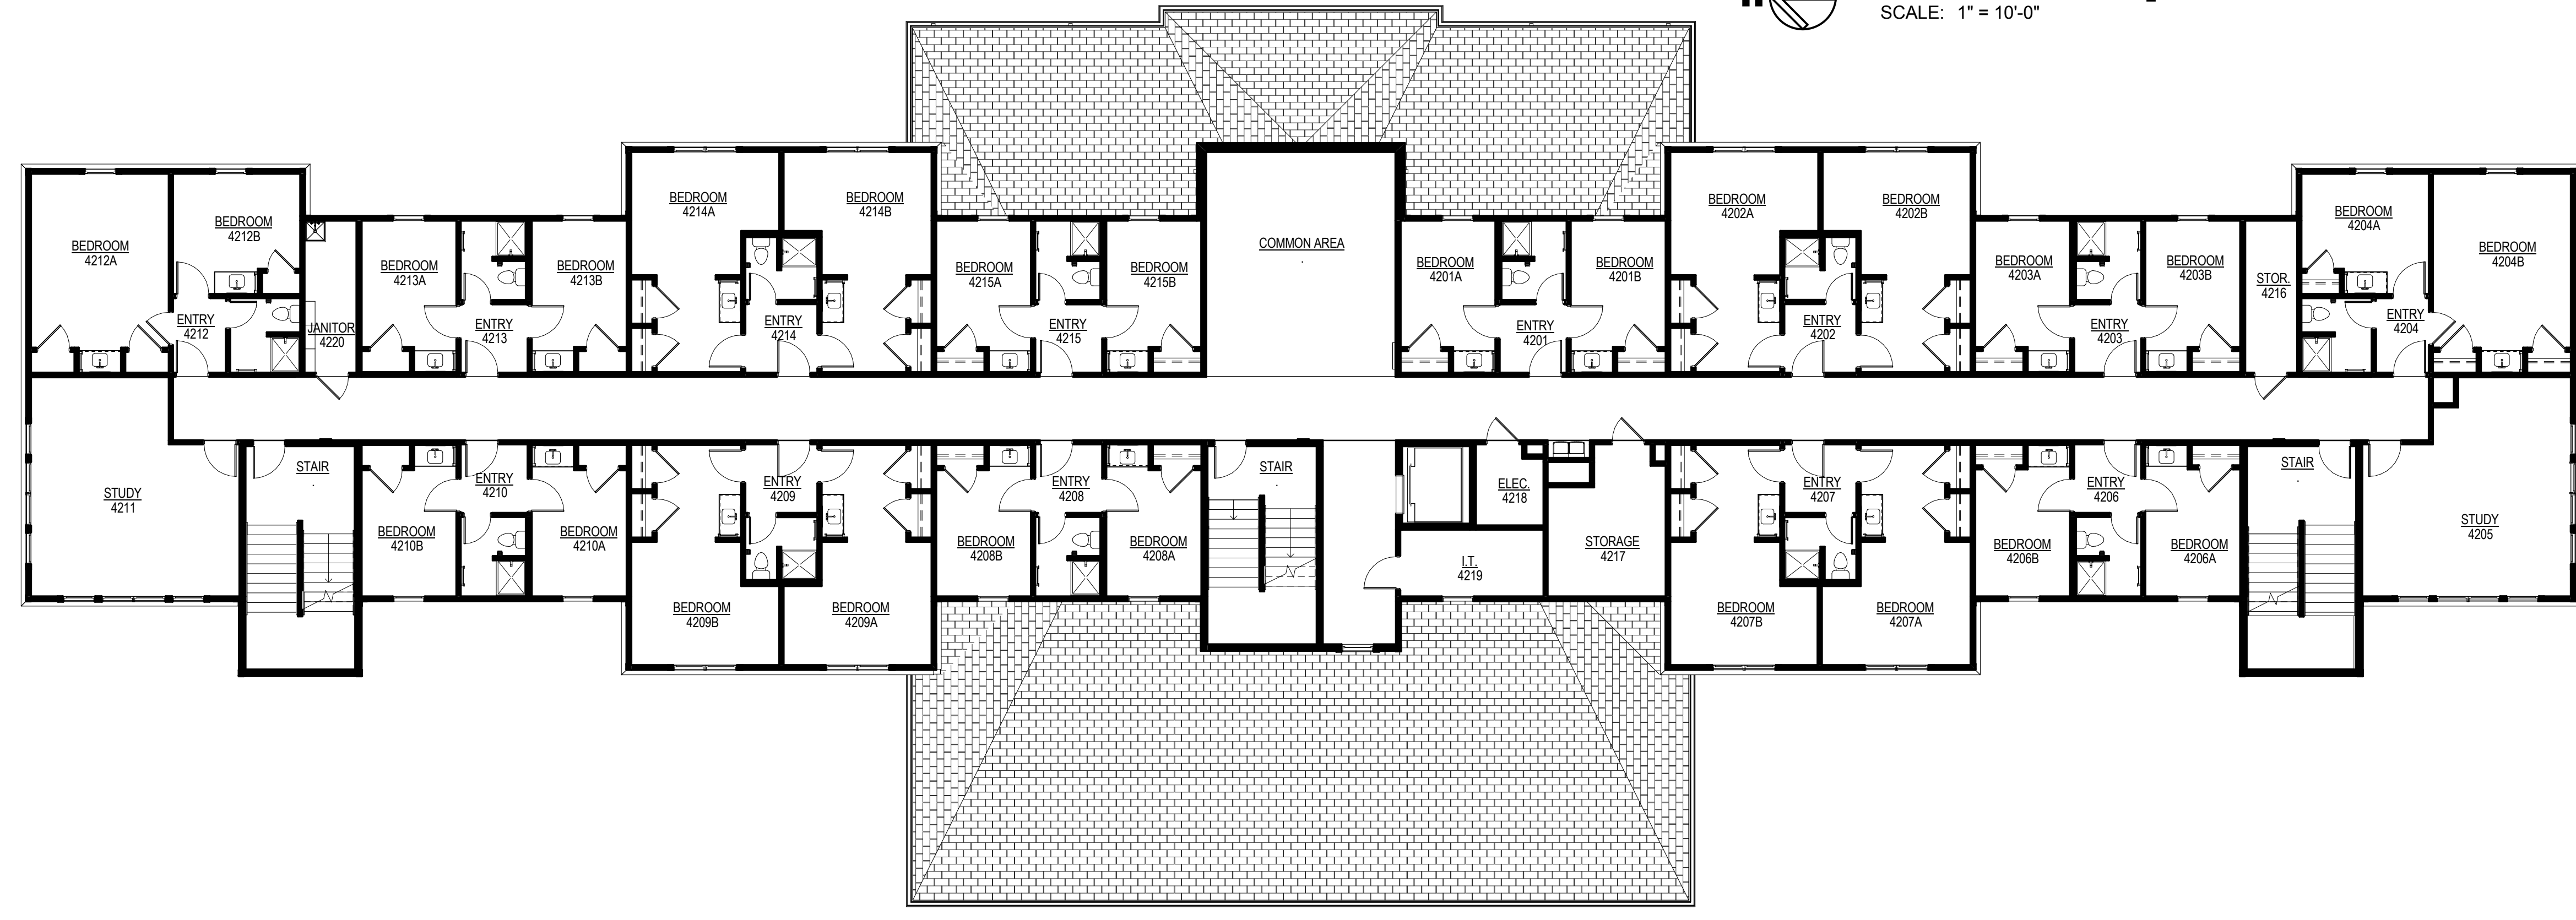 SCALE: 1" = 10'-0"
BEDROOM
4212A
BEDROOM
4212B
ENTRY
4212
JANITOR
4220
BEDROOM
4213A
ENTRY
4213
BEDROOM
4213B
BEDROOM
4214A
BEDROOM
4214B
ENTRY
4214
BEDROOM
4215A
ENTRY
4215
BEDROOM
4215B
COMMON AREA
BEDROOM
4201A
ENTRY
4201
BEDROOM
4201B
BEDROOM
4202A
BEDROOM
4202B
ENTRY
4202
BEDROOM
4203A
ENTRY
4203
BEDROOM
4203B
STOR.
4216
BEDROOM
4204A
ENTRY
4204
BEDROOM
4204B
STUDY
4211
STAIR
BEDROOM
4210B
ENTRY
4210
BEDROOM
4210A
ENTRY
4209
BEDROOM
4209B
BEDROOM
4209A
BEDROOM
4208B
ENTRY
4208
BEDROOM
4208A
STAIR
ELEC.
4218
I.T.
4219
STORAGE
4217
ENTRY
4207
BEDROOM
4207B
BEDROOM
4207A
BEDROOM
4206B
ENTRY
4206
BEDROOM
4206A
STAIR
STUDY
4205